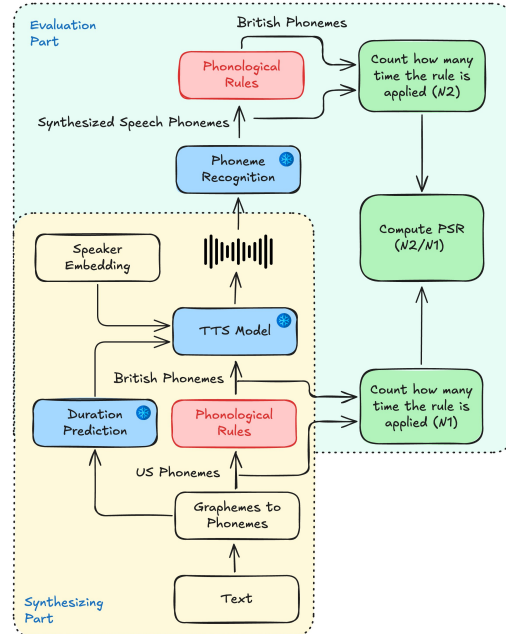 Evaluation
Part
British Phonemes
Phonological
Rules
Count how many
time the rule is
applied (N2)
Synthesized Speech Phonemes
Phoneme
Recognition
Compute PSR
(N2/N1)
Speaker
Embedding
TTS Model
British Phonemes
Duration
Prediction
Phonological
Rules
Count how many
time the rule is
applied (N1)
US Phonemes
Graphemes to
Phonemes
Text
Synthesizing
Part